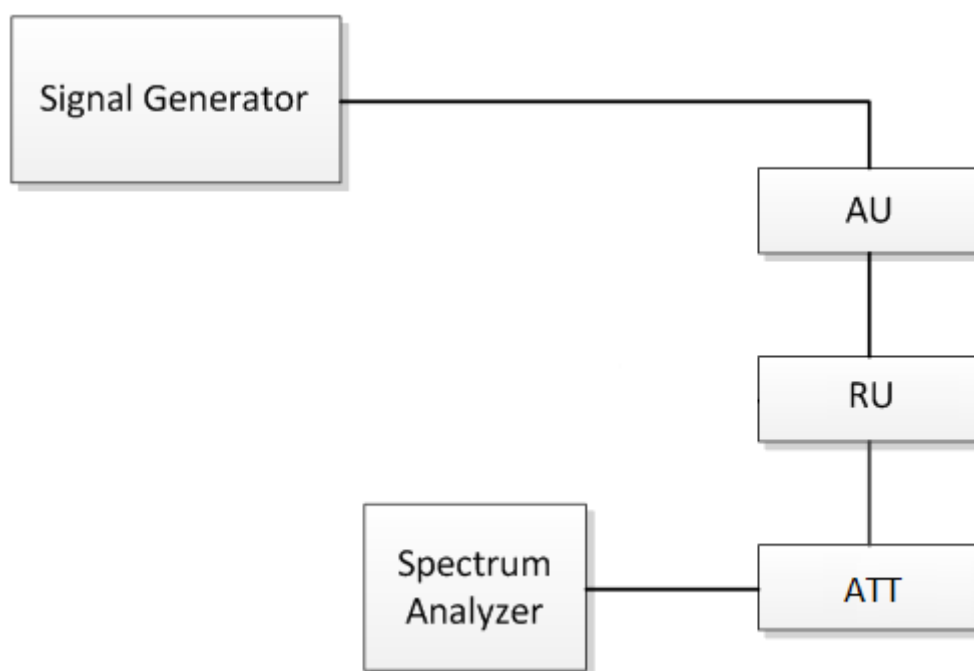 Signal Generator
AU
RU
Spectrum
Analyzer
ATT